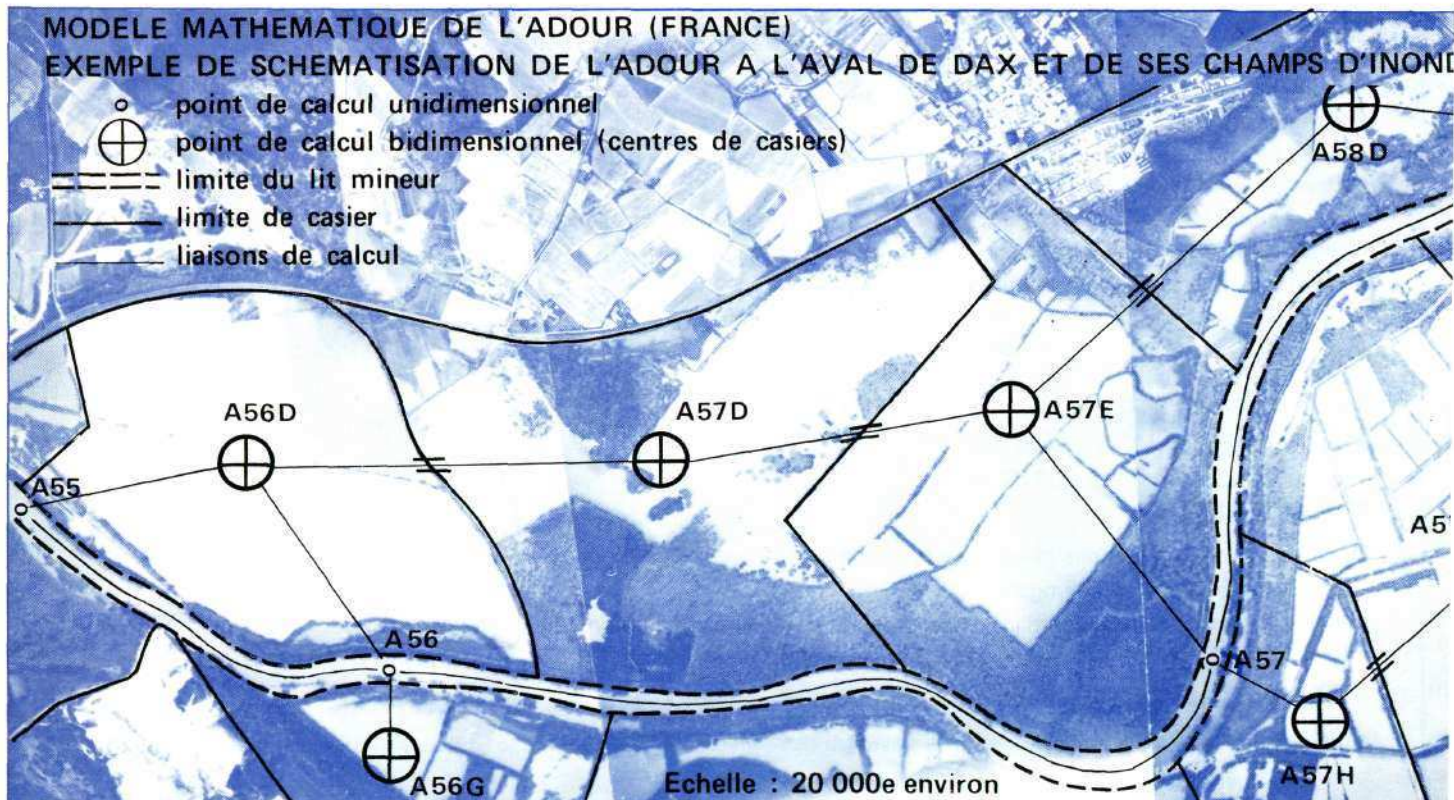 MODELE MATHEMATIQUE DE L'ADOUR (FRANCE)
EXEMPLE DE SCHEMATISATION DE L'ADOUR A L'AVAL DE DAX ET DE SES CHAMPS D'INOND
point de calcul unidimensionnel
point de calcul bidimensionnel (centres de casiers)
limite du lit mineur
limite de casier
liaisons de calcul
A58D
A56D
A57D
A57E
A55
A5
A56
A57
A56G
Echelle : 20 000e environ
A57H